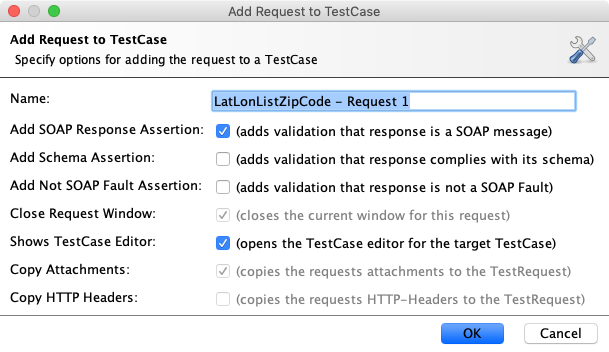 Add Request to TestCase
Add Request to TestCase
Specify options for adding the request to a TestCase
Name: LatLonListZipCode - Request 1
Add SOAP Response Assertion: (adds validation that response is a SOAP message)
Add Schema Assertion: (adds validation that response complies with its schema)
Add Not SOAP Fault Assertion: (adds validation that response is not a SOAP Fault)
Close Request Window: (closes the current window for this request)
Shows TestCase Editor: (opens the TestCase editor for the target TestCase)
Copy Attachments: (copies the requests attachments to the TestRequest)
Copy HTTP Headers: (copies the requests HTTP-Headers to the TestRequest)
OK Cancel